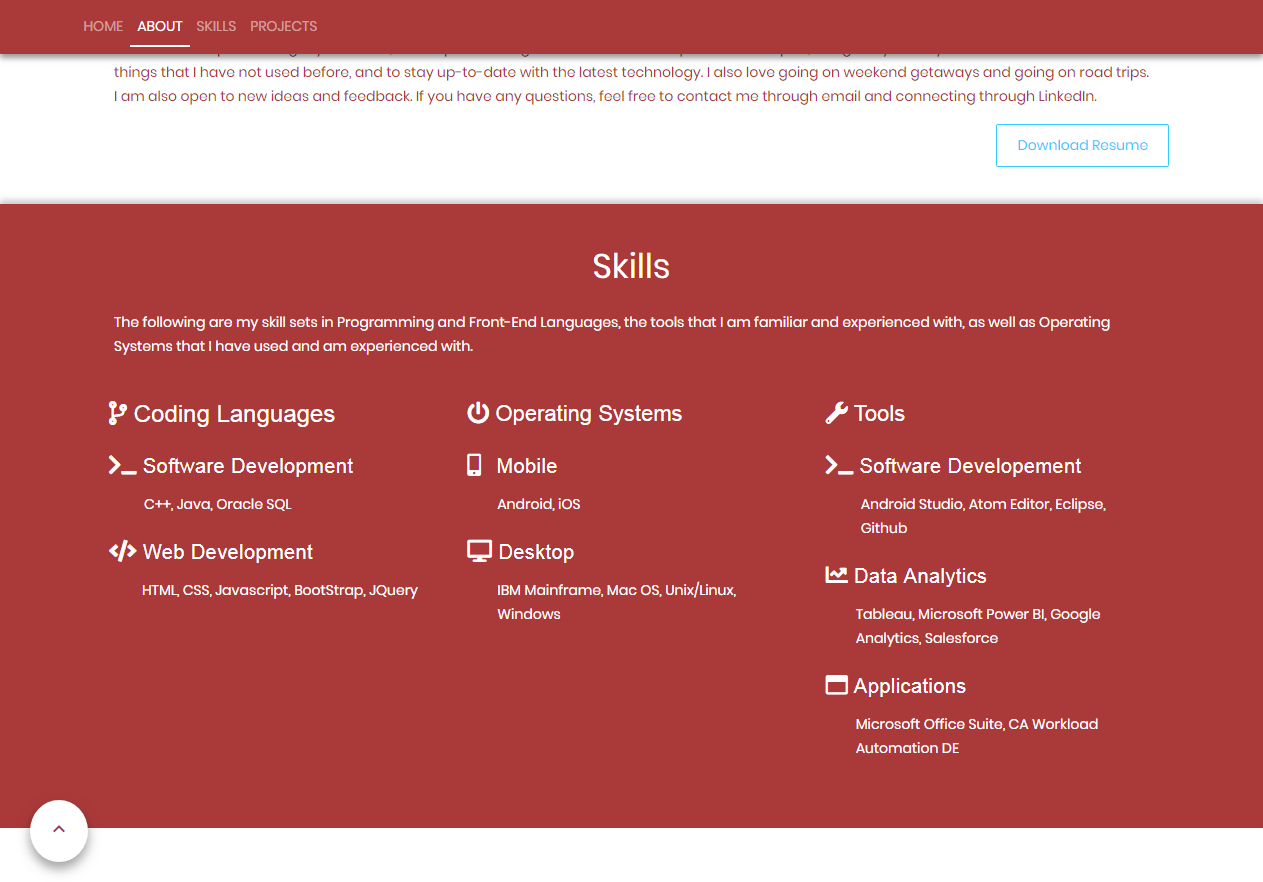 HOME ABOUT SKILLS PROJECTS
things that I have not used before, and to stay up-to-date with the latest technology. I also love going on weekend getaways and going on road trips.
I am also open to new ideas and feedback. If you have any questions, feel free to contact me through email and connecting through LinkedIn.
Download Resume
Skills
The following are my skill sets in Programming and Front-End Languages, the tools that I am familiar and experienced with, as well as Operating
Systems that I have used and am experienced with.
Coding Languages
Software Development
C++, Java, Oracle SQL
Web Development
HTML, CSS, Javascript, BootStrap, JQuery
Operating Systems
Mobile
Android, iOS
Desktop
IBM Mainframe, Mac OS, Unix/Linux,
Windows
Tools
Software Developement
Android Studio, Atom Editor, Eclipse,
Github
Data Analytics
Tableau, Microsoft Power BI, Google
Analytics, Salesforce
Applications
Microsoft Office Suite, CA Workload
Automation DE